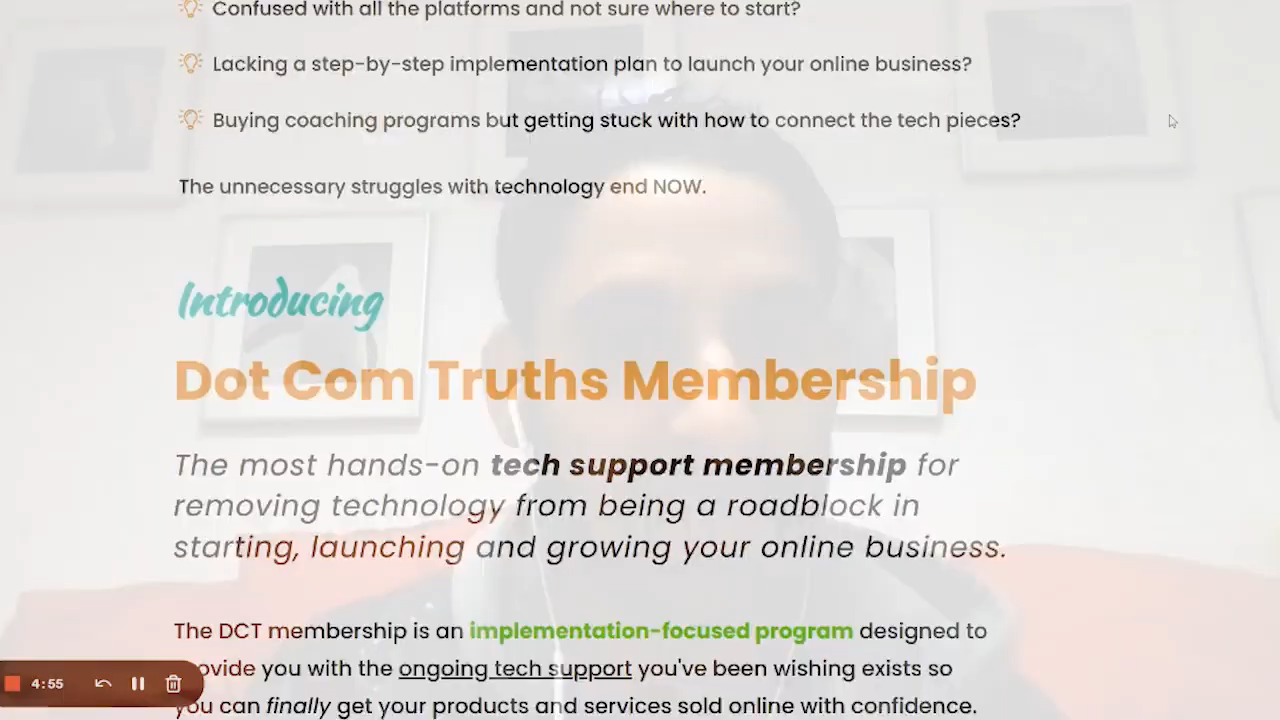 Confused with all the platforms and not sure where to start?
Lacking a step-by-step implementation plan to launch your online business?
Buying coaching programs but getting stuck with how to connect the tech pieces?
The unnecessary struggles with technology end NOW.
Introducing
Dot Com Truths Membership
The most hands-on tech support membership for
removing technology from being a roadblock in
starting, launching and growing your online business.
The DCT membership is an implementation-focused program designed to
provide you with the ongoing tech support you've been wishing exists so
you can finally get your products and services sold online with confidence.
4:55